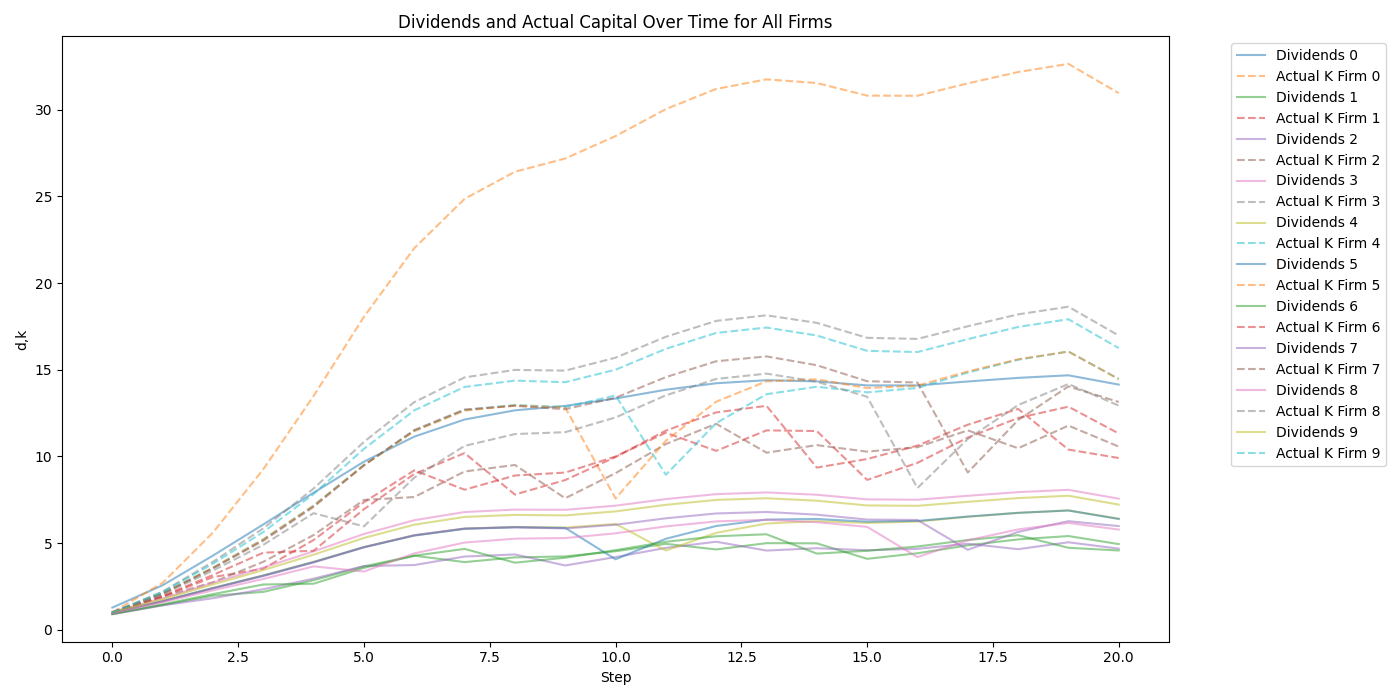 Dividends and Actual Capital Over Time for All Firms
d,k
30
25
20
15
10
5
0
0.0 2.5 5.0 7.5 10.0 12.5 15.0 17.5 20.0
Step
Dividends 0
Actual K Firm 0
Dividends 1
Actual K Firm 1
Dividends 2
Actual K Firm 2
Dividends 3
Actual K Firm 3
Dividends 4
Actual K Firm 4
Dividends 5
Actual K Firm 5
Dividends 6
Actual K Firm 6
Dividends 7
Actual K Firm 7
Dividends 8
Actual K Firm 8
Dividends 9
Actual K Firm 9